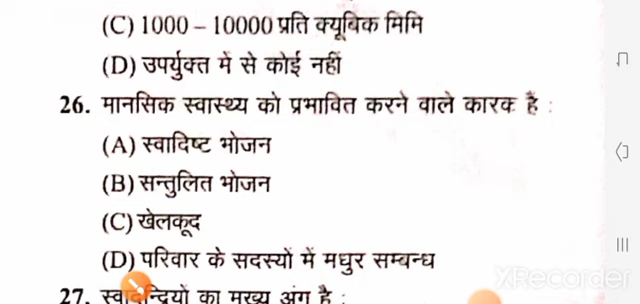 (C) 1000 – 10000 प्रति क्यूबिक मिमि
(D) उपर्युक्त में से कोई नहीं
26. मानसिक स्वास्थ्य को प्रभावित करने वाले कारक हैं :
(A) स्वादिष्ट भोजन
(B) सन्तुलित भोजन
(C) खेलकूद
(D) परिवार के सदस्यों में मधुर सम्बन्ध
XRecorder
27. स्वादेन्द्रियों का मुख्य अंग है :